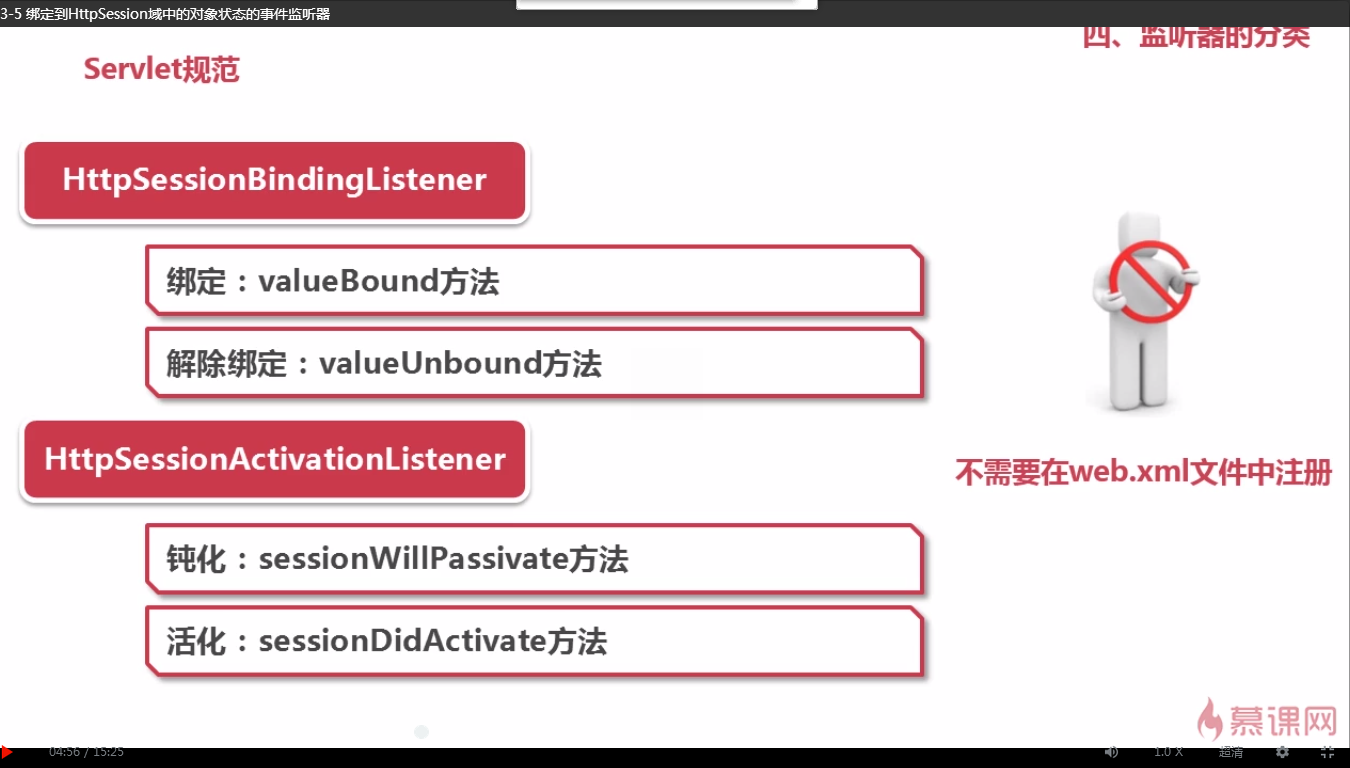 3-5 绑定到HttpSession域中的对象状态的事件监听器
四、监听器的分类
Servlet规范
HttpSessionBindingListener
绑定：valueBound方法
解除绑定：valueUnbound方法
HttpSessionActivationListener
不需要在web.xml文件中注册
钝化：sessionWillPassivate方法
活化：sessionDidActivate方法
慕课网
04:56 / 15:25
1.0 X
超清